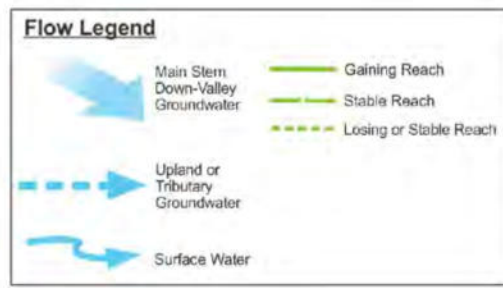 Flow Legend
Main Stem
Down-Valley
Groundwater
Upland or
Tributary
Groundwater
Surface Water
Gaining Reach
Stable Reach
Losing or Stable Reach